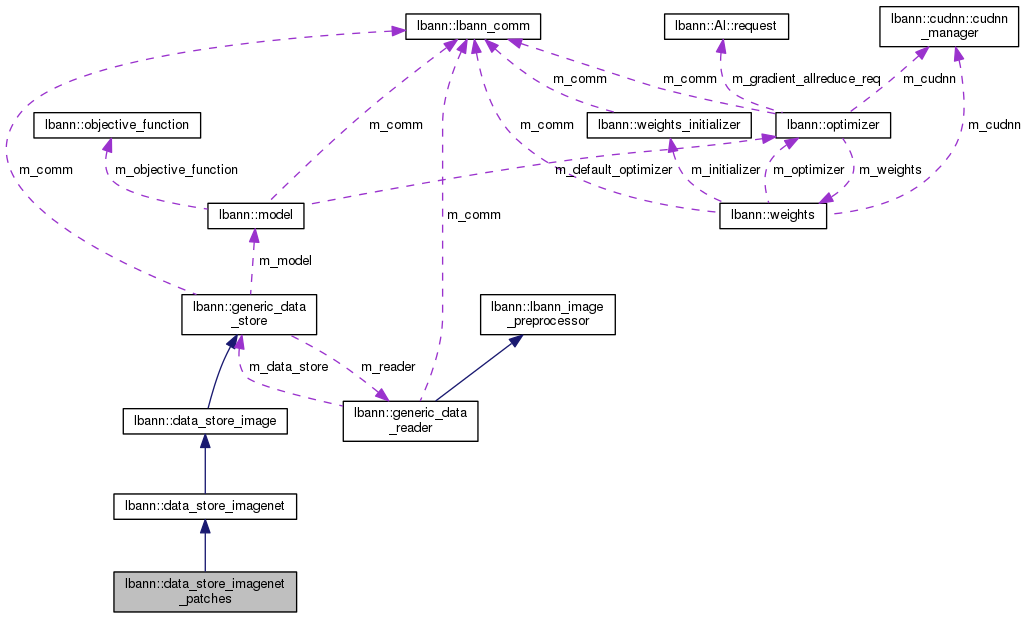 lbann::lbann_comm
lbann::Al::request
lbann::cudnn::cudnn
_manager
m_comm
m_comm
m_gradient_allreduce_req
m_cudnn
lbann::objective_function
m_comm
m_comm
lbann::weights_initializer
lbann::optimizer
m_cudnn
m_comm
m_objective_function
m_default_optimizer
m_initializer
m_optimizer
m_weights
lbann::model
m_comm
lbann::weights
m_model
lbann::generic_data
_store
lbann::lbann_image
_preprocessor
m_data_store
m_reader
lbann::data_store_image
lbann::generic_data
_reader
lbann::data_store_imagenet
lbann::data_store_imagenet
_patches